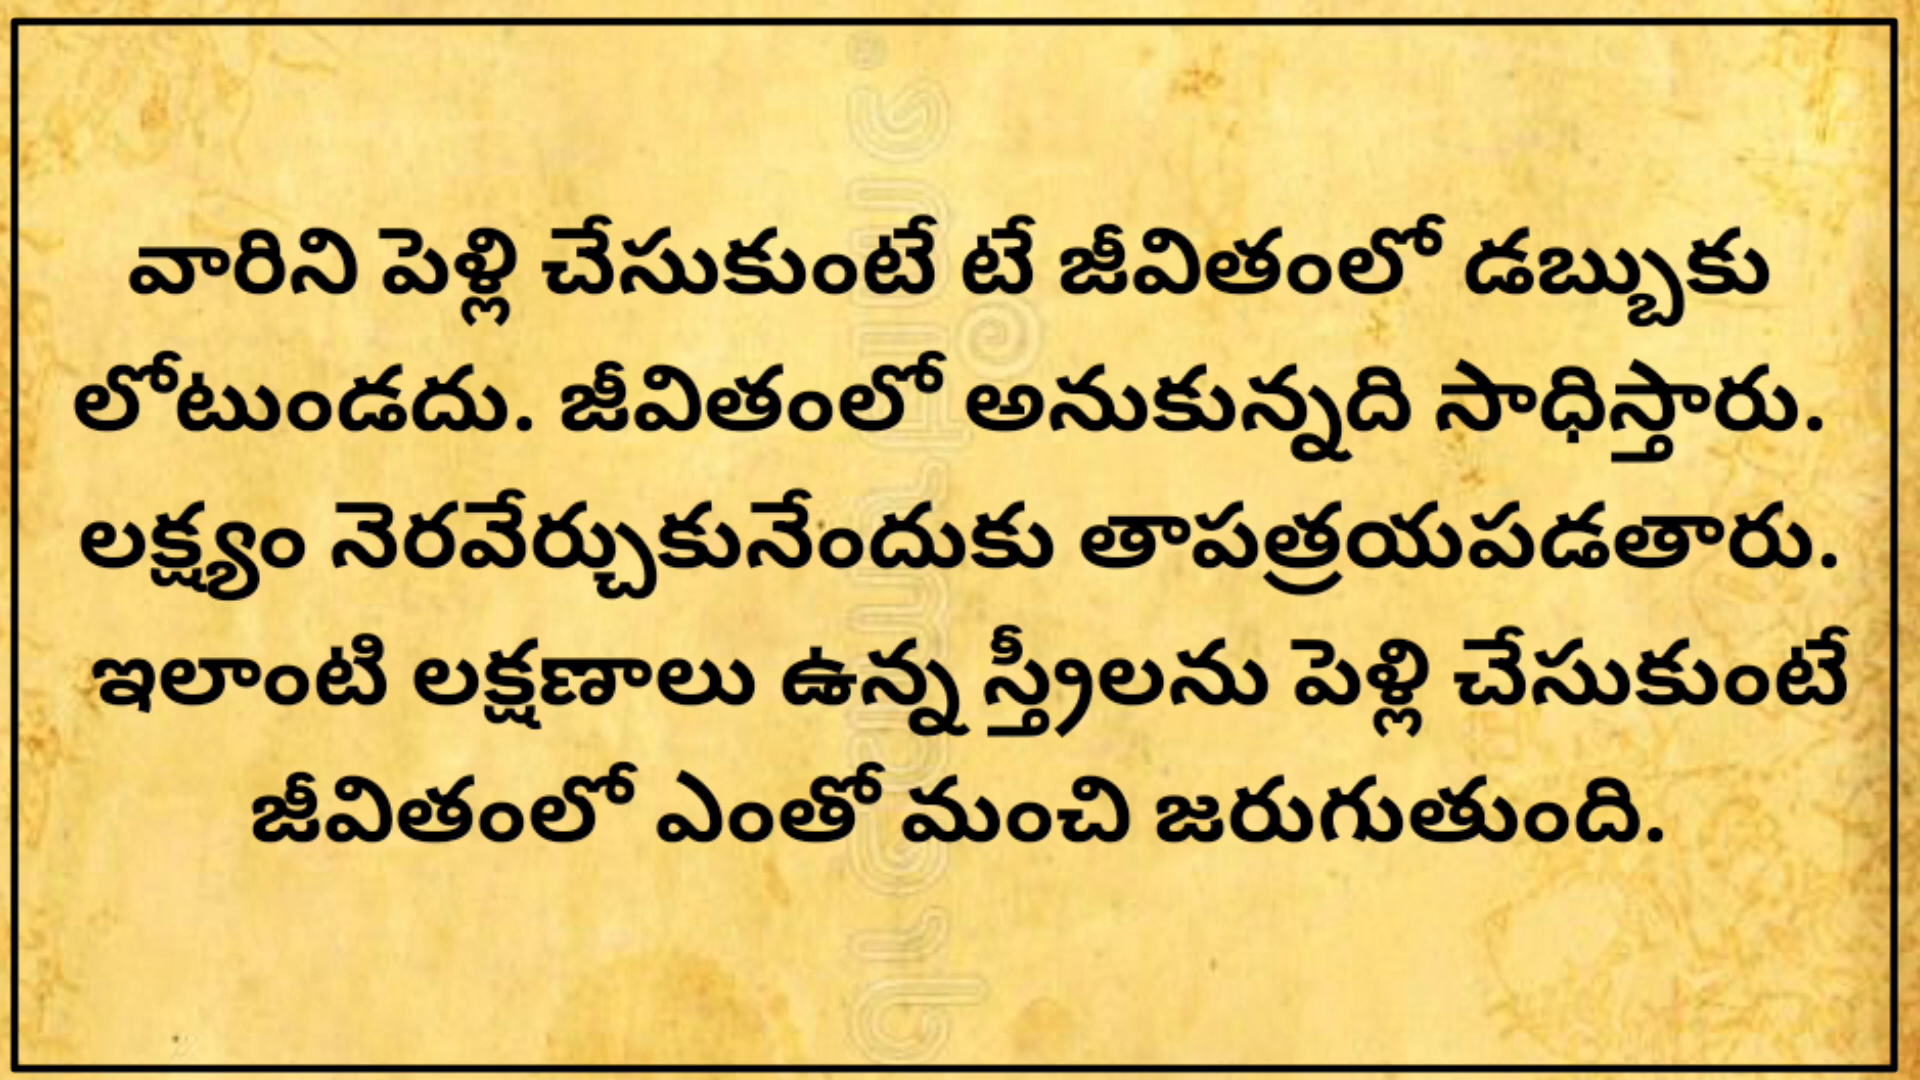 వారిని పెళ్లి చేసుకుంటే టే జీవితంలో డబ్బుకు
లోటుండదు. జీవితంలో అనుకున్నది సాధిస్తారు.
లక్ష్యం నెరవేర్చుకునేందుకు తాపత్రయపడతారు.
ఇలాంటి లక్షణాలు ఉన్న స్త్రీలను పెళ్లి చేసుకుంటే
జీవితంలో ఎంతో మంచి జరుగుతుంది.